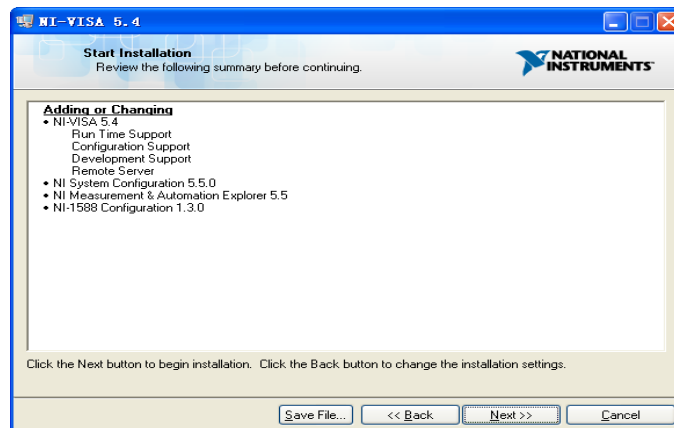 NI-VISA 5.4
Start Installation
Review the following summary before continuing.
NATIONAL
INSTRUMENTS™
Adding or Changing
• NI-VISA 5.4
Run Time Support
Configuration Support
Development Support
Remote Server
• NI System Configuration 5.5.0
• NI Measurement & Automation Explorer 5.5
• NI-1588 Configuration 1.3.0
Click the Next button to begin installation. Click the Back button to change the installation settings.
Save File... << Back Next >> Cancel